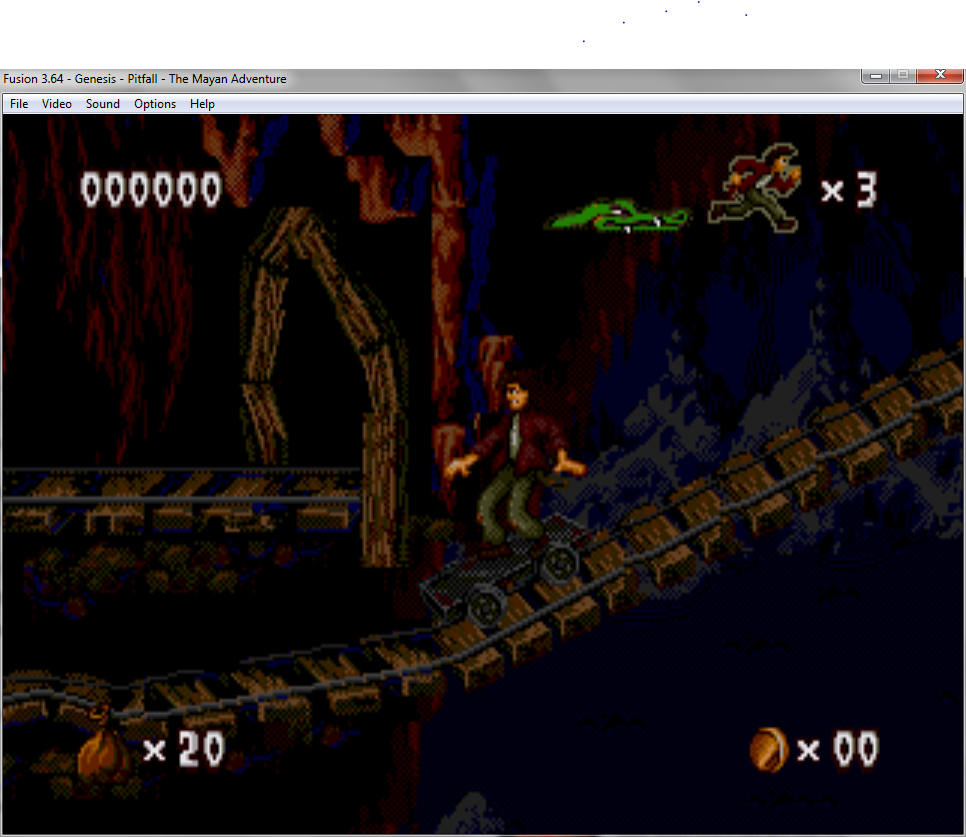 Fusion 3.64 - Genesis - Pitfall - The Mayan Adventure
File Video Sound Options Help
000000
x 3
x 20
x 00